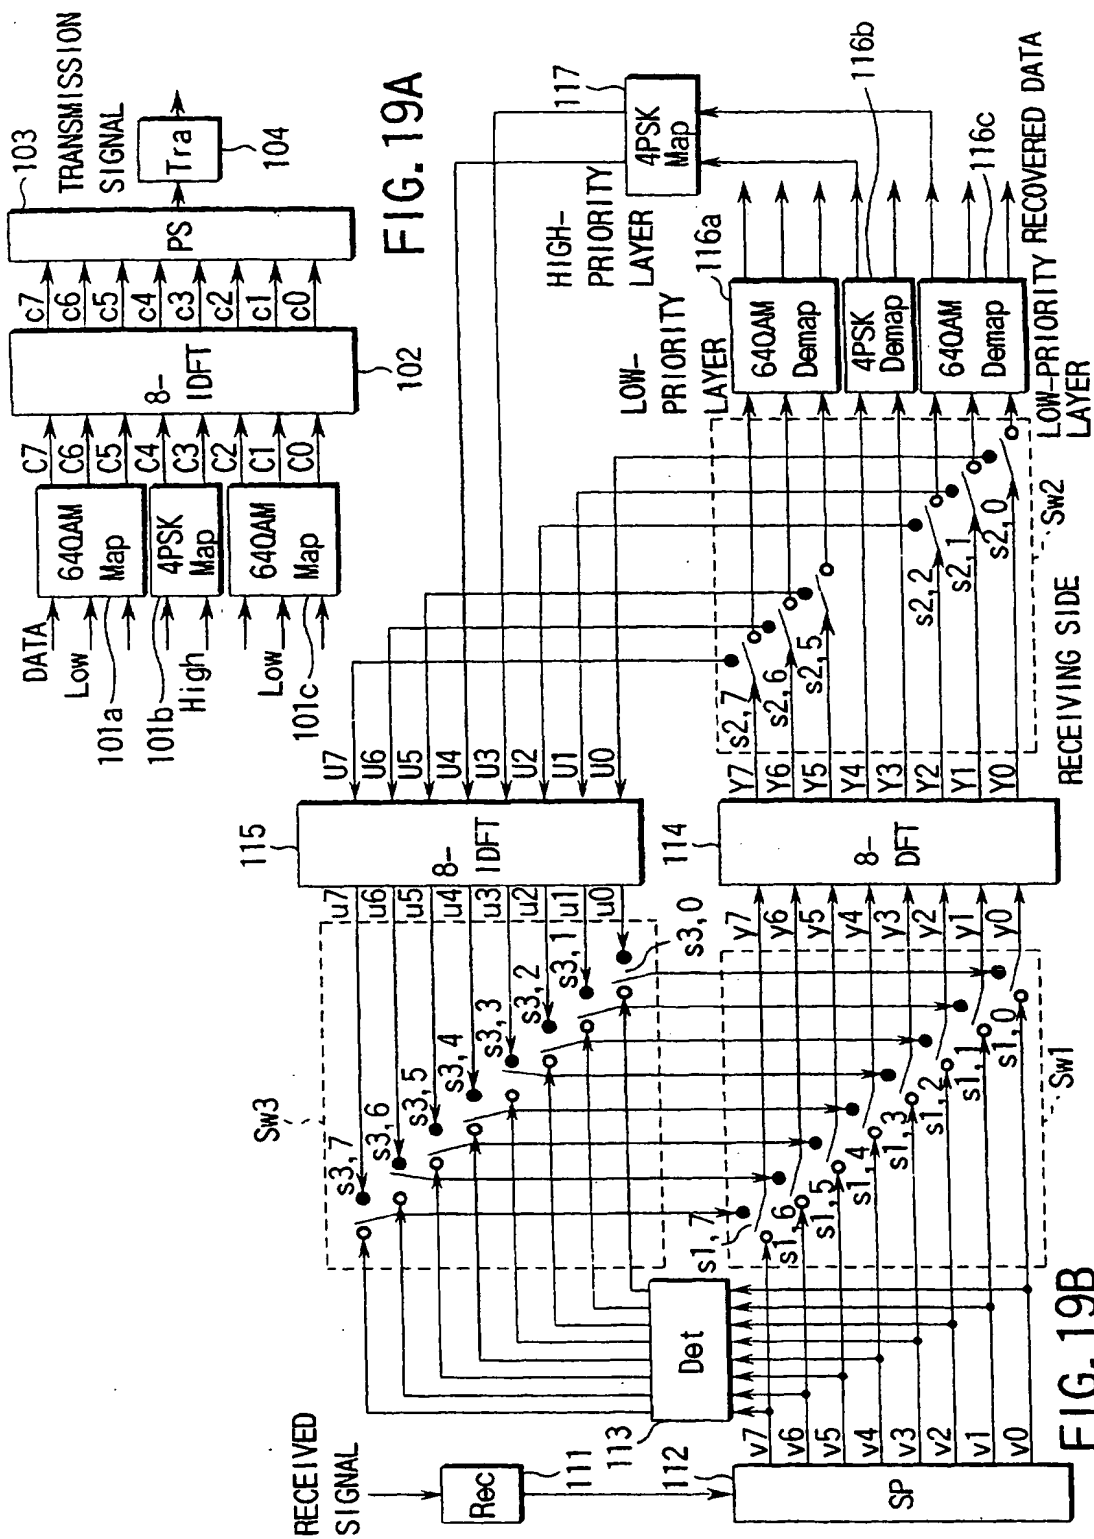 DATA
Low
High
Low
101a
101b
101c
64QAM
Map
4PSK
Map
64QAM
Map
C7
C6
C5
C4
C3
C2
C1
C0
8-
IDFT
102
c7
c6
c5
c4
c3
c2
c1
c0
PS
103
TRANSMISSION
SIGNAL
Tra
104
FIG. 19A
RECEIVED
SIGNAL
Rec
111
112
SP
v7
v6
v5
v4
v3
v2
v1
v0
113
Det
Sw3
s3, 7
s3, 6
s3, 5
s3, 4
s3, 3
s3, 2
s3, 1
s3, 0
u7
u6
u5
u4
u3
u2
u1
u0
115
8-
IDFT
U7
U6
U5
U4
U3
U2
U1
U0
s1, 7
s1, 6
s1, 5
s1, 4
s1, 3
s1, 2
s1, 1
s1, 0
Sw1
y7
y6
y5
y4
y3
y2
y1
y0
114
8-
DFT
Y7
Y6
Y5
Y4
Y3
Y2
Y1
Y0
s2, 7
s2, 6
s2, 5
s2, 2
s2, 1
s2, 0
Sw2
RECEIVING SIDE
LOW-
PRIORITY
LAYER
116a
64QAM
Demap
4PSK
Demap
64QAM
Demap
HIGH-
PRIORITY
LAYER
117
4PSK
Map
116b
116c
LOW-PRIORITY
LAYER
RECOVERED DATA
FIG. 19B